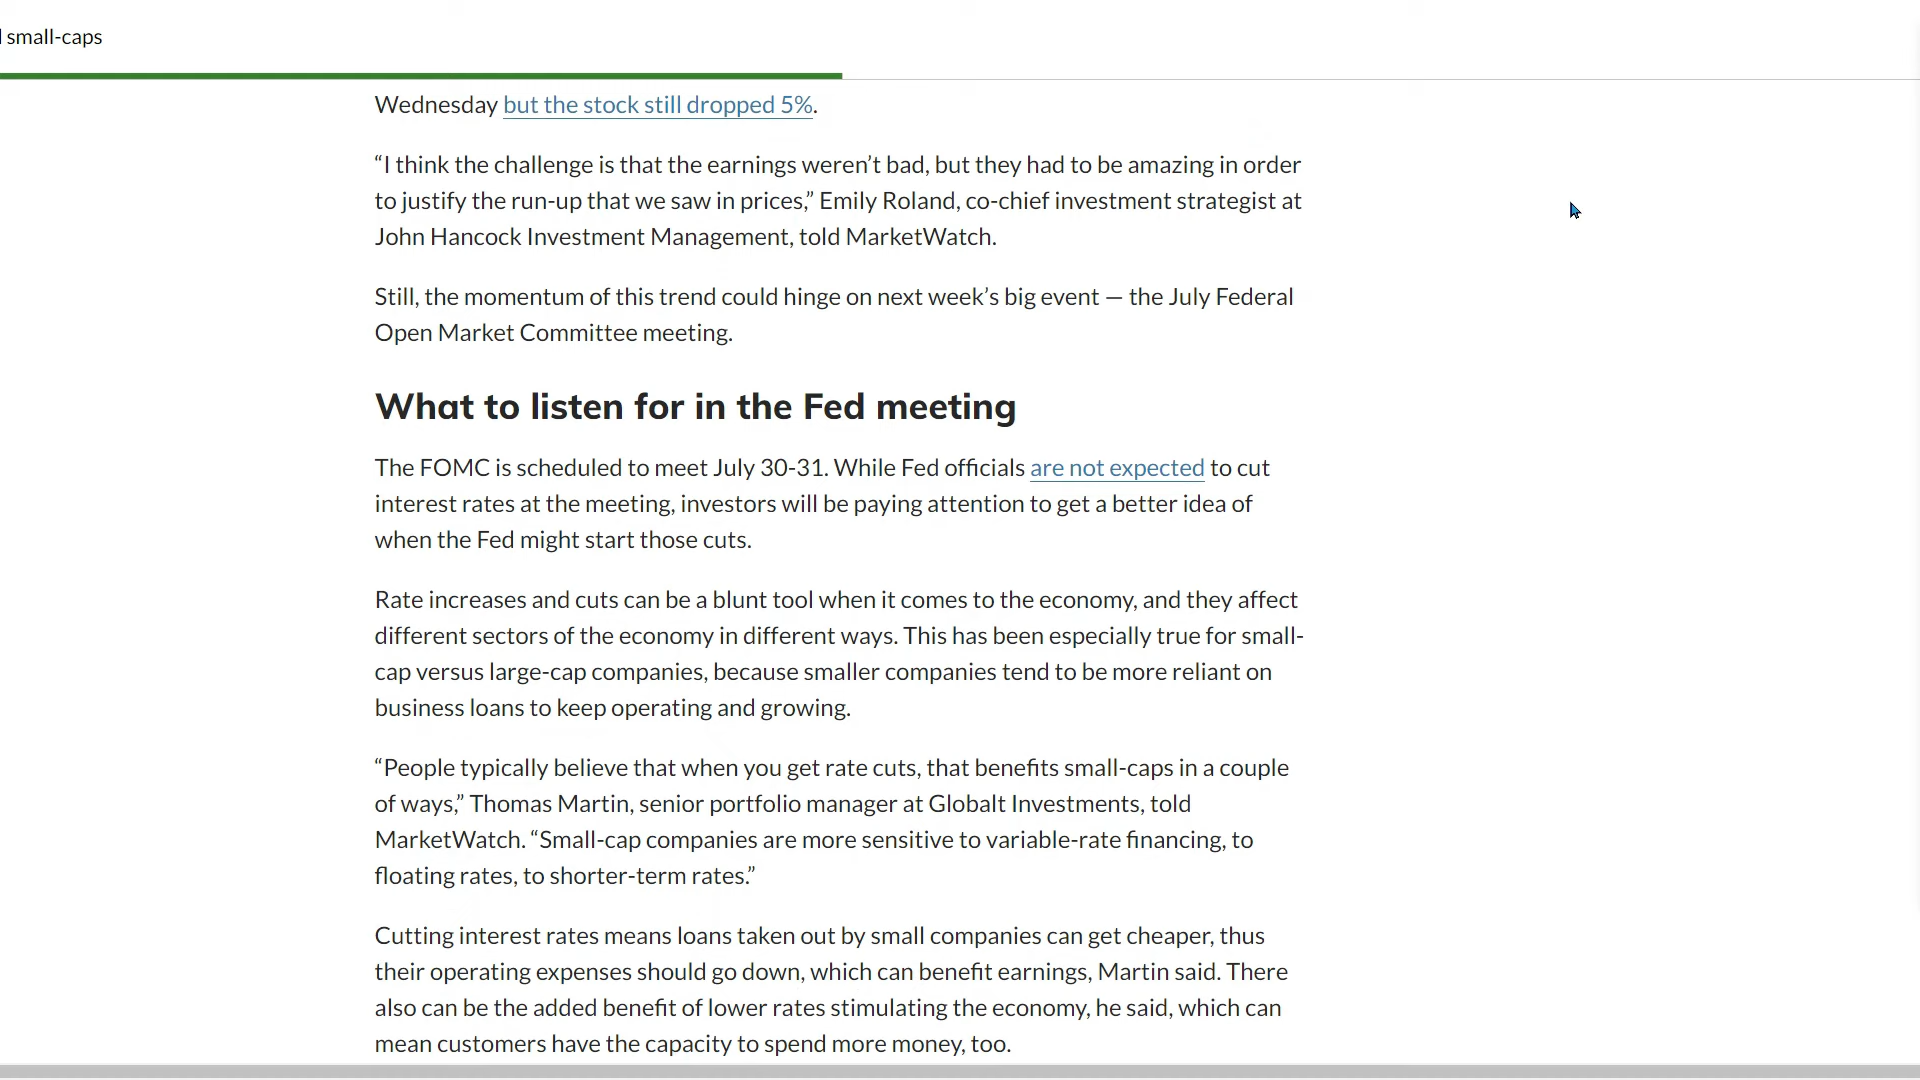 small-caps
Wednesday but the stock still dropped 5%.
“I think the challenge is that the earnings weren’t bad, but they had to be amazing in order
to justify the run-up that we saw in prices,” Emily Roland, co-chief investment strategist at
John Hancock Investment Management, told MarketWatch.
Still, the momentum of this trend could hinge on next week’s big event — the July Federal
Open Market Committee meeting.
What to listen for in the Fed meeting
The FOMC is scheduled to meet July 30-31. While Fed officials are not expected to cut
interest rates at the meeting, investors will be paying attention to get a better idea of
when the Fed might start those cuts.
Rate increases and cuts can be a blunt tool when it comes to the economy, and they affect
different sectors of the economy in different ways. This has been especially true for small-
cap versus large-cap companies, because smaller companies tend to be more reliant on
business loans to keep operating and growing.
“People typically believe that when you get rate cuts, that benefits small-caps in a couple
of ways,” Thomas Martin, senior portfolio manager at Globalt Investments, told
MarketWatch. “Small-cap companies are more sensitive to variable-rate financing, to
floating rates, to shorter-term rates.”
Cutting interest rates means loans taken out by small companies can get cheaper, thus
their operating expenses should go down, which can benefit earnings, Martin said. There
also can be the added benefit of lower rates stimulating the economy, he said, which can
mean customers have the capacity to spend more money, too.